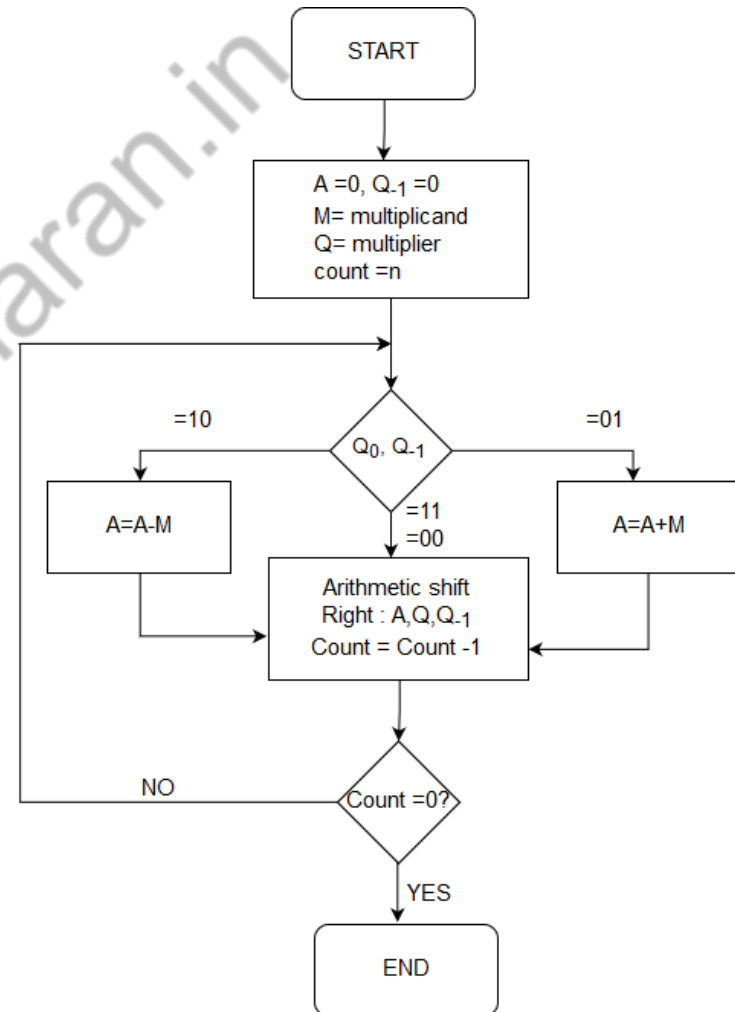 START
A =0, Q-1 =0
M= multiplicand
Q= multiplier
count =n
=10
Q0, Q-1
=01
A=A-M
=11
=00
A=A+M
Arithmetic shift
Right : A,Q,Q-1
Count = Count -1
NO
Count =0?
YES
END